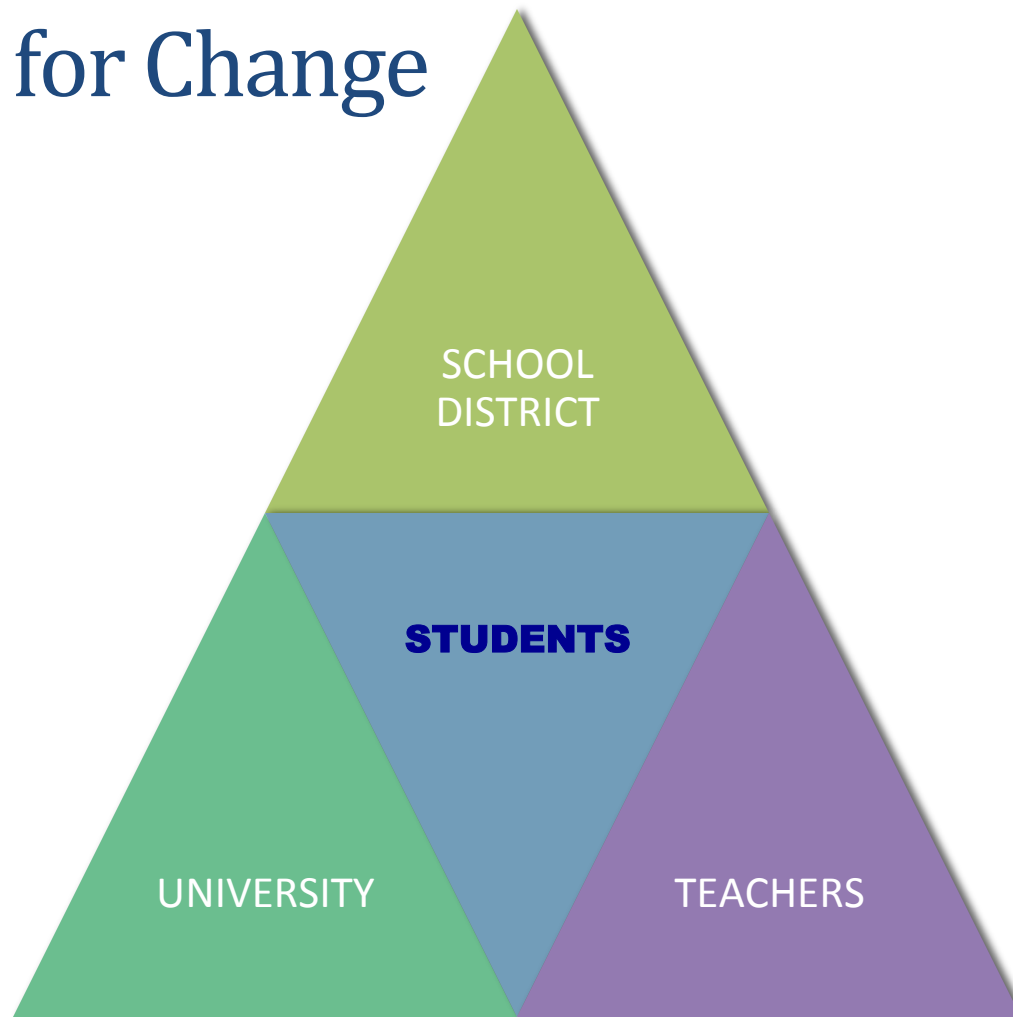 for Change
SCHOOL
DISTRICT
STUDENTS
UNIVERSITY
TEACHERS